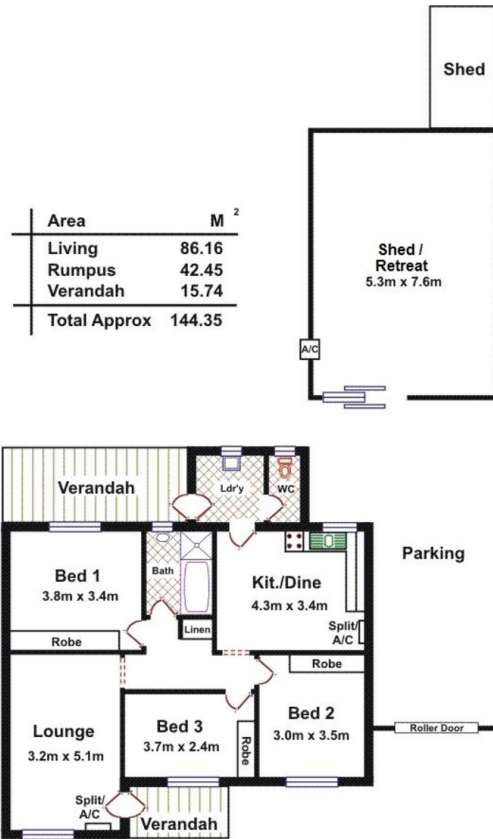 Shed
Area M 2
Living 86.16
Rumpus 42.45
Verandah 15.74
Total Approx 144.35
Shed /
Retreat
5.3m x 7.6m
A/C
Verandah
Ldr'y
WC
Bed 1
3.8m x 3.4m
Robe
Bath
Linen
Kit./Dine
4.3m x 3.4m
Split/
A/C
Parking
Lounge
3.2m x 5.1m
Split/
A/C
Bed 3
3.7m x 2.4m
Robe
Robe
Bed 2
3.0m x 3.5m
Roller Door
Verandah